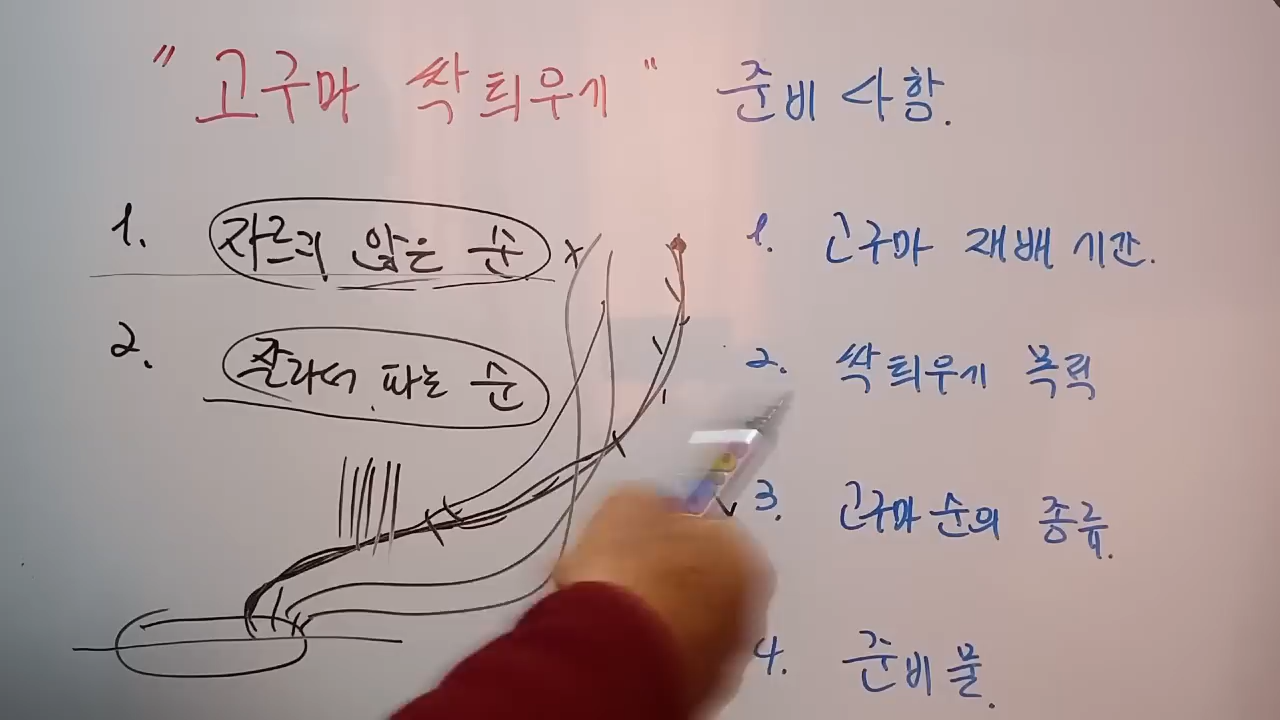 "고구마 싹틔우기" 준비 사항.
1. 자르지 않은 순
2. 잘라서 파는 순
1. 고구마 재배 기간.
2. 싹틔우기 목적
3. 고구마 순의 종류.
4. 준비물.